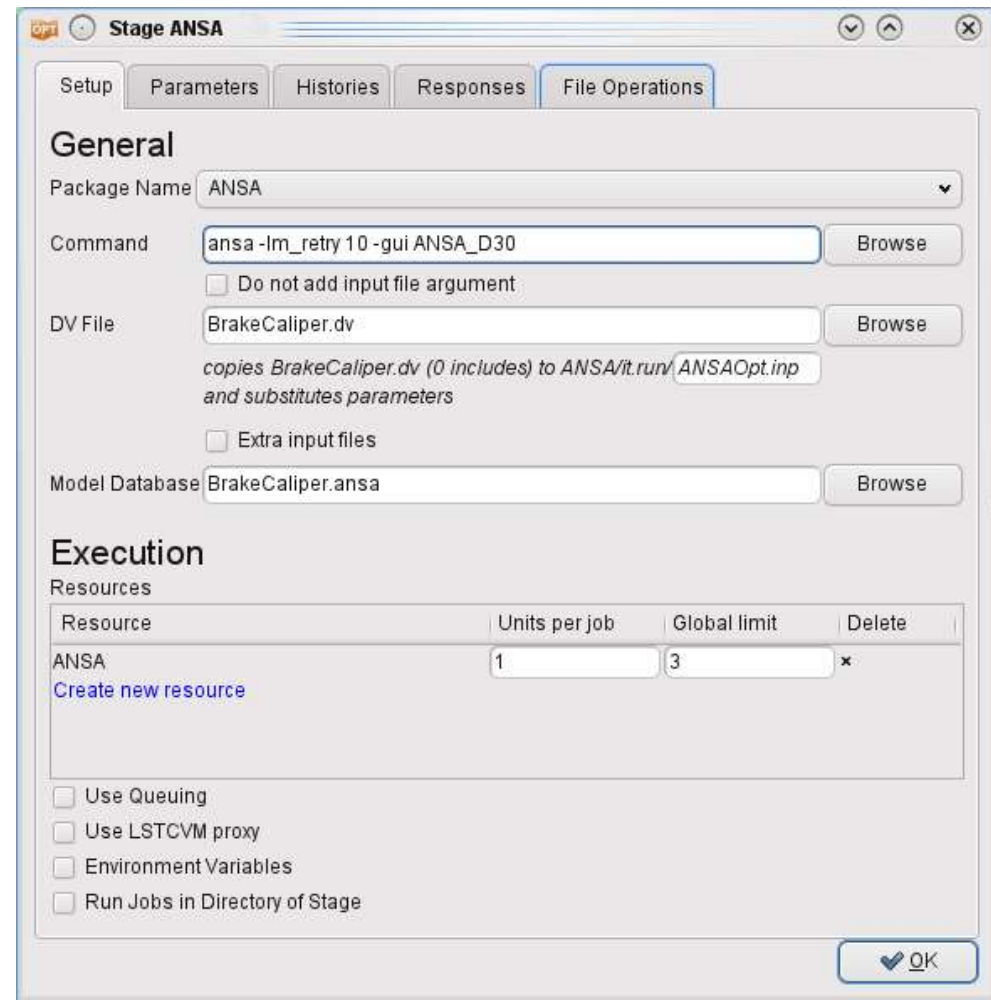 OPT Stage ANSA
Setup Parameters Histories Responses File Operations
General
Package Name ANSA
Command ansa -lm_retry 10 -gui ANSA_D30 Browse
Do not add input file argument
DV File BrakeCaliper.dv Browse
copies BrakeCaliper.dv (0 includes) to ANSA/it.run/ ANSAOpt.inp
and substitutes parameters
Extra input files
Model Database BrakeCaliper.ansa Browse
Execution
Resources
Resource Units per job Global limit Delete
ANSA 1 3 ×
Create new resource
Use Queuing
Use LSTCVM proxy
Environment Variables
Run Jobs in Directory of Stage
OK